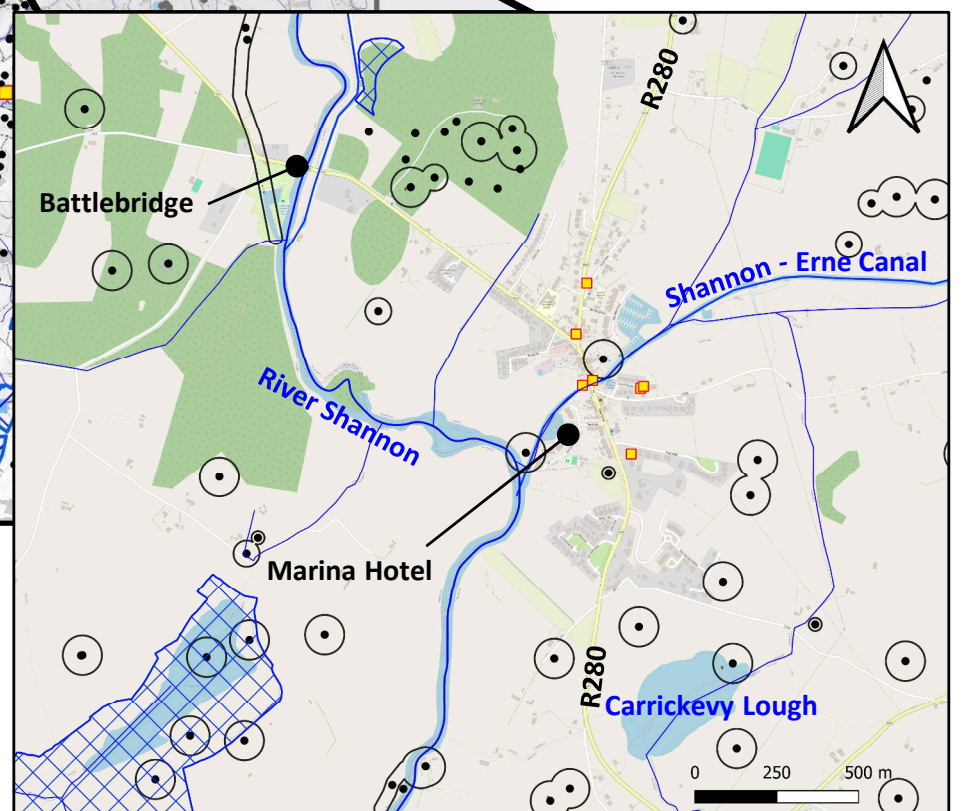 R280
Battlebridge
Shannon - Erne Canal
River Shannon
Marina Hotel
R280
Carrickevy Lough
0 250 500 m